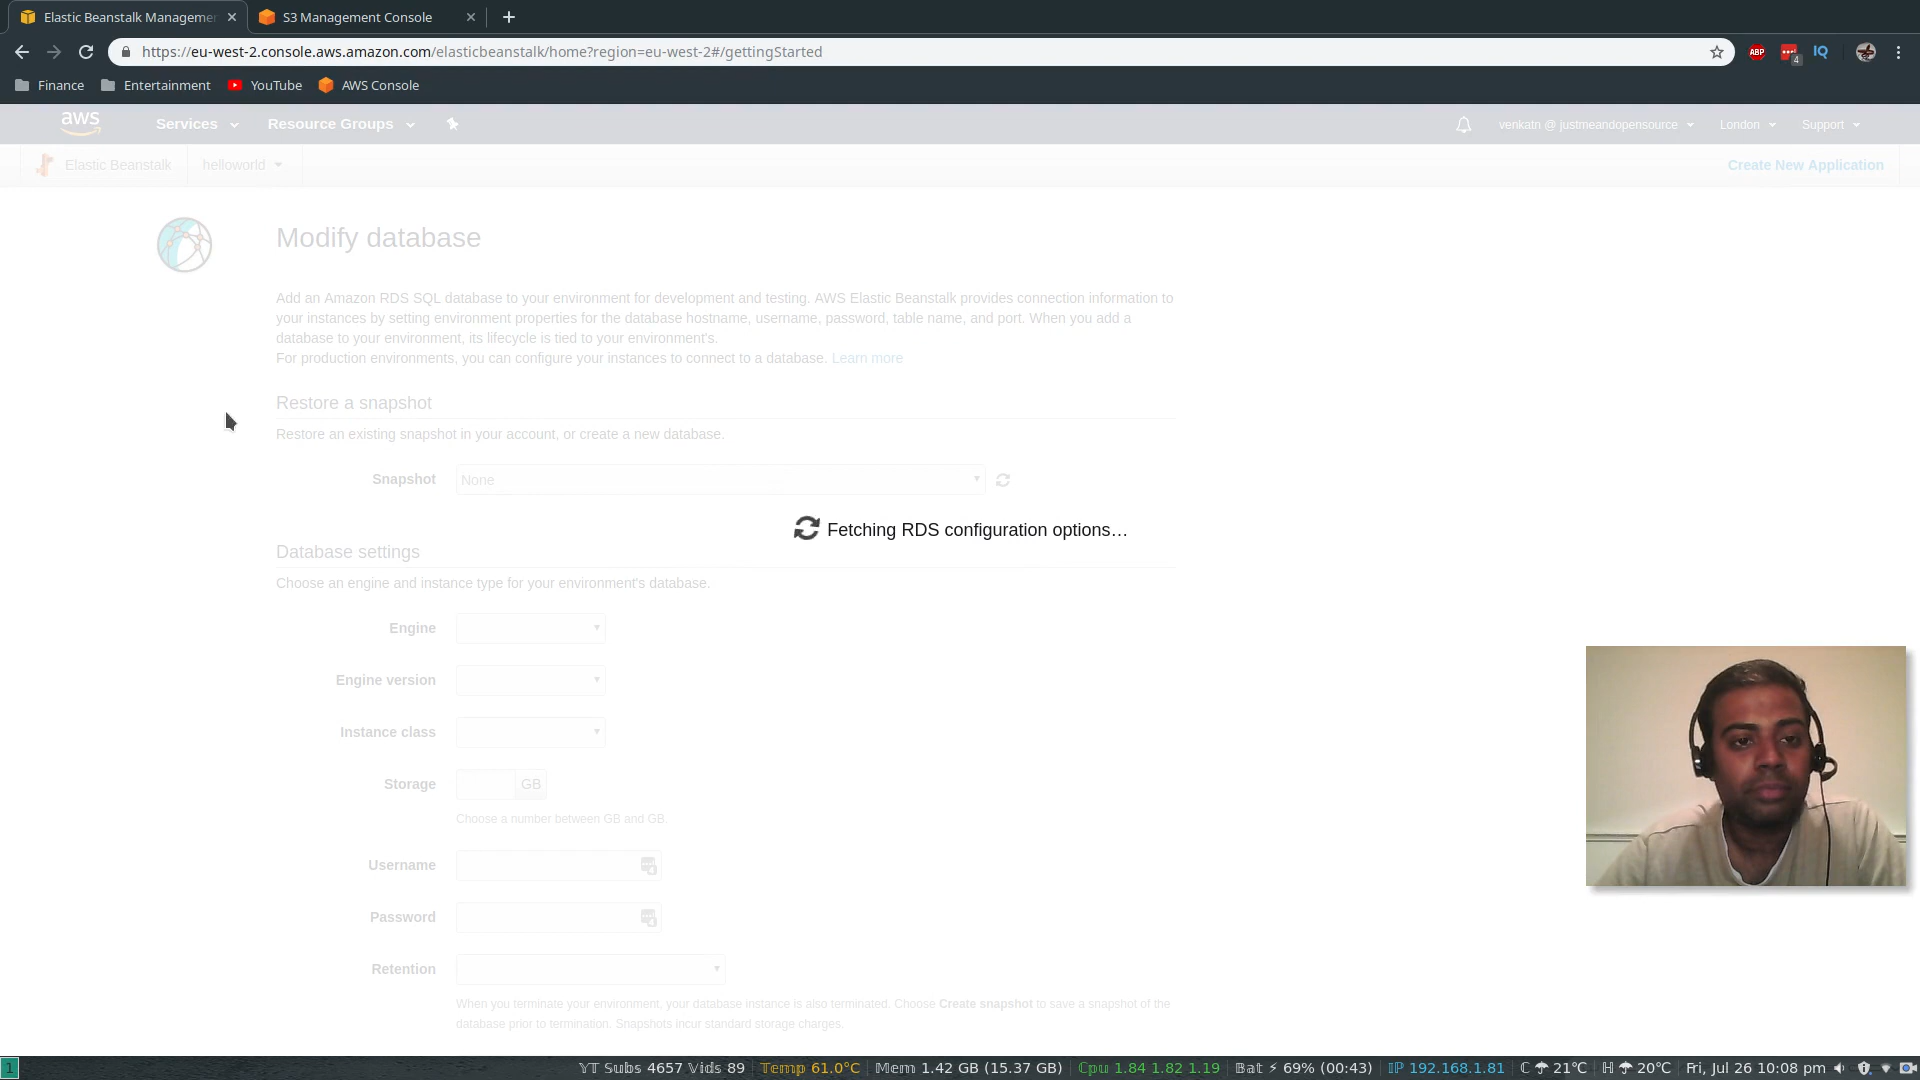 Elastic Beanstalk Managemen
S3 Management Console
https://eu-west-2.console.aws.amazon.com/elasticbeanstalk/home?region=eu-west-2#/gettingStarted
ABP
4
IQ
Finance
Entertainment
YouTube
AWS Console
aws
Services
Resource Groups
venkatn @ justmeandopensource
London
Support
Elastic Beanstalk
helloworld
Create New Application
Modify database
Add an Amazon RDS SQL database to your environment for development and testing. AWS Elastic Beanstalk provides connection information to
your instances by setting environment properties for the database hostname, username, password, table name, and port. When you add a
database to your environment, its lifecycle is tied to your environment's.
For production environments, you can configure your instances to connect to a database. Learn more
Restore a snapshot
Restore an existing snapshot in your account, or create a new database.
Snapshot
None
Fetching RDS configuration options…
Database settings
Choose an engine and instance type for your environment's database.
Engine
Engine version
Instance class
Storage
GB
Choose a number between GB and GB.
Username
Password
Retention
When you terminate your environment, your database instance is also terminated. Choose Create snapshot to save a snapshot of the
database prior to termination. Snapshots incur standard storage charges.
1
YT Subs 4657 Vids 89
Temp 61.0°C
Mem 1.42 GB (15.37 GB)
Cpu 1.84 1.82 1.19
Bat ⚡ 69% (00:43)
IP 192.168.1.81
C ☂ 21°C
H ☂ 20°C
Fri, Jul 26 10:08 pm